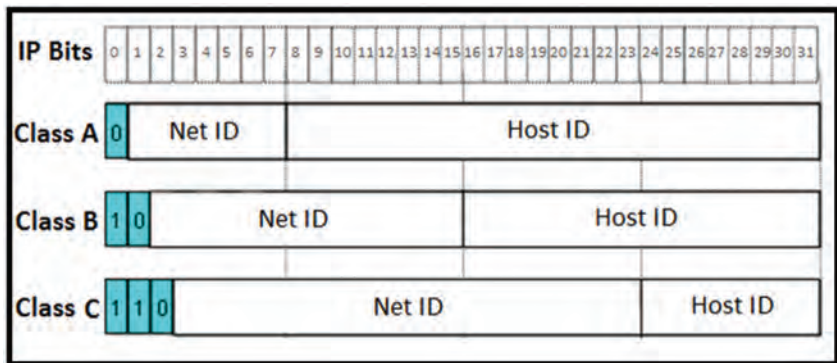 IP Bits 0 1 2 3 4 5 6 7 8 9 10 11 12 13 14 15 16 17 18 19 20 21 22 23 24 25 26 27 28 29 30 31
Class A 0 Net ID Host ID
Class B 1 0 Net ID Host ID
Class C 1 1 0 Net ID Host ID